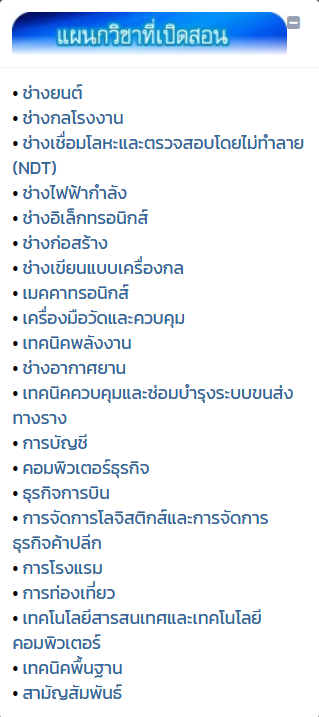 แผนกวิชาที่เปิดสอน
• ช่างยนต์
• ช่างกลโรงงาน
• ช่างเชื่อมโลหะและตรวจสอบโดยไม่ทำลาย
(NDT)
• ช่างไฟฟ้ากำลัง
• ช่างอิเล็กทรอนิกส์
• ช่างก่อสร้าง
• ช่างเขียนแบบเครื่องกล
• เมคคาทรอนิกส์
• เครื่องมือวัดและควบคุม
• เทคนิคพลังงาน
• ช่างอากาศยาน
• เทคนิคควบคุมและซ่อมบำรุงระบบขนส่ง
ทางราง
• การบัญชี
• คอมพิวเตอร์ธุรกิจ
• ธุรกิจการบิน
• การจัดการโลจิสติกส์และการจัดการ
ธุรกิจค้าปลีก
• การโรงแรม
• การท่องเที่ยว
• เทคโนโลยีสารสนเทศและเทคโนโลยี
คอมพิวเตอร์
• เทคนิคพื้นฐาน
• สามัญสัมพันธ์